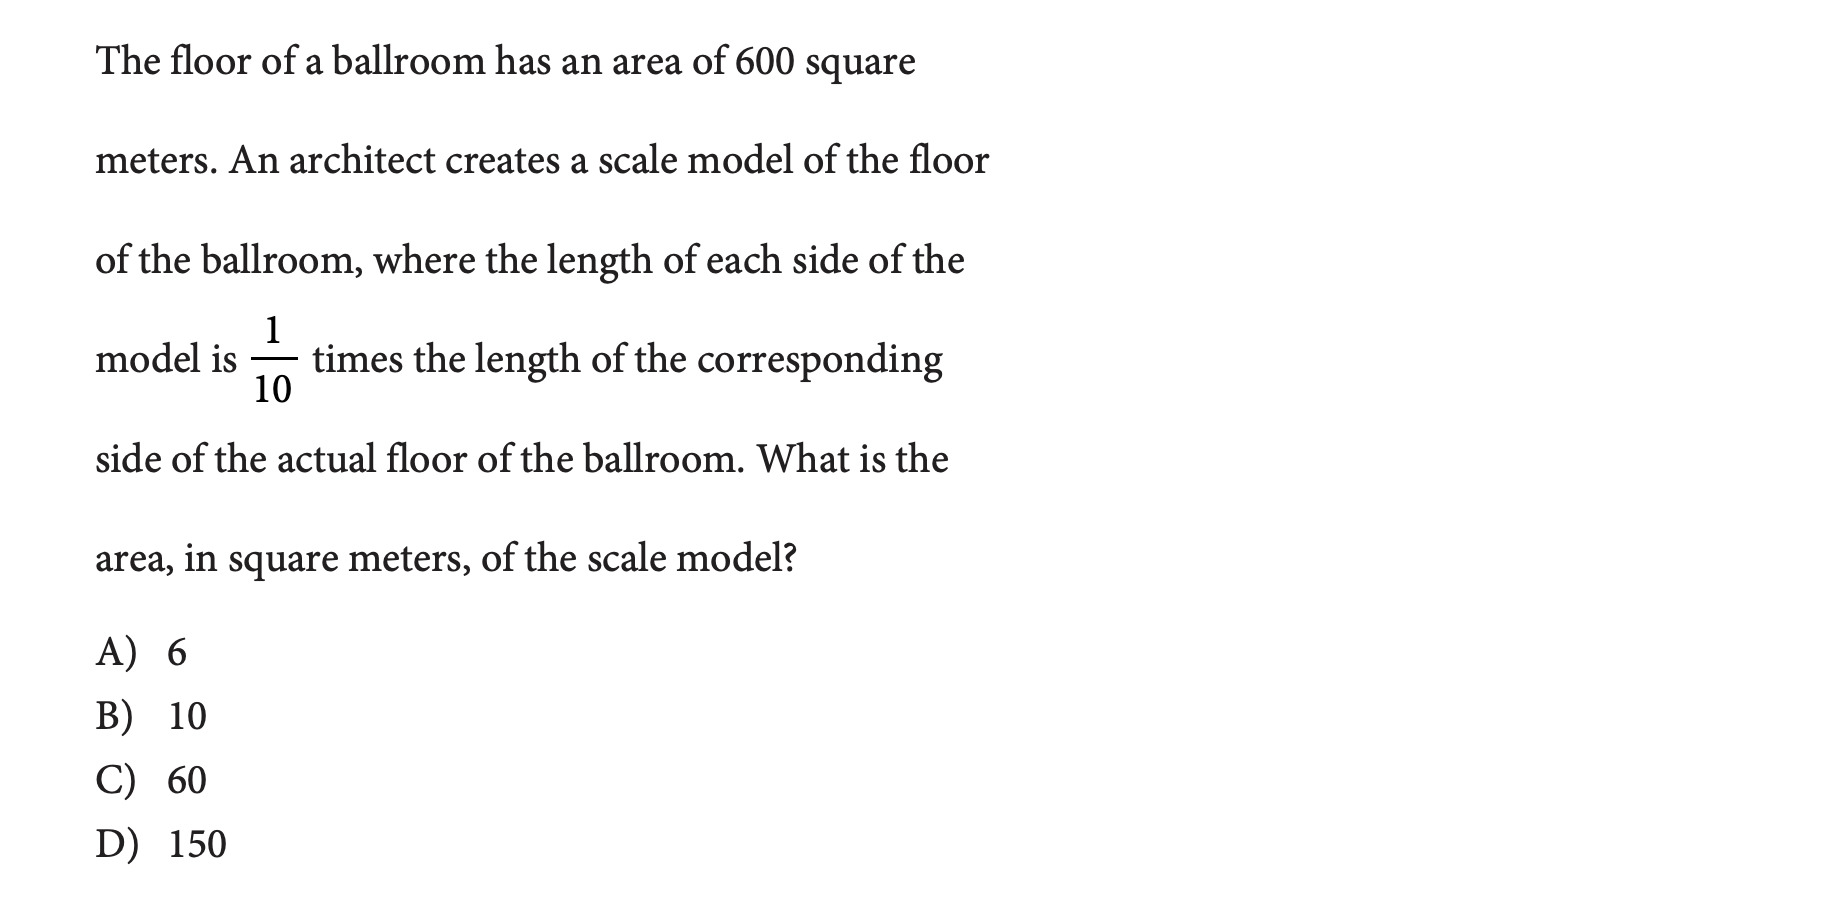 The floor of a ballroom has an area of 600 square
meters. An architect creates a scale model of the floor
of the ballroom, where the length of each side of the
model is 1/10 times the length of the corresponding
side of the actual floor of the ballroom. What is the
area, in square meters, of the scale model?
A) 6
B) 10
C) 60
D) 150